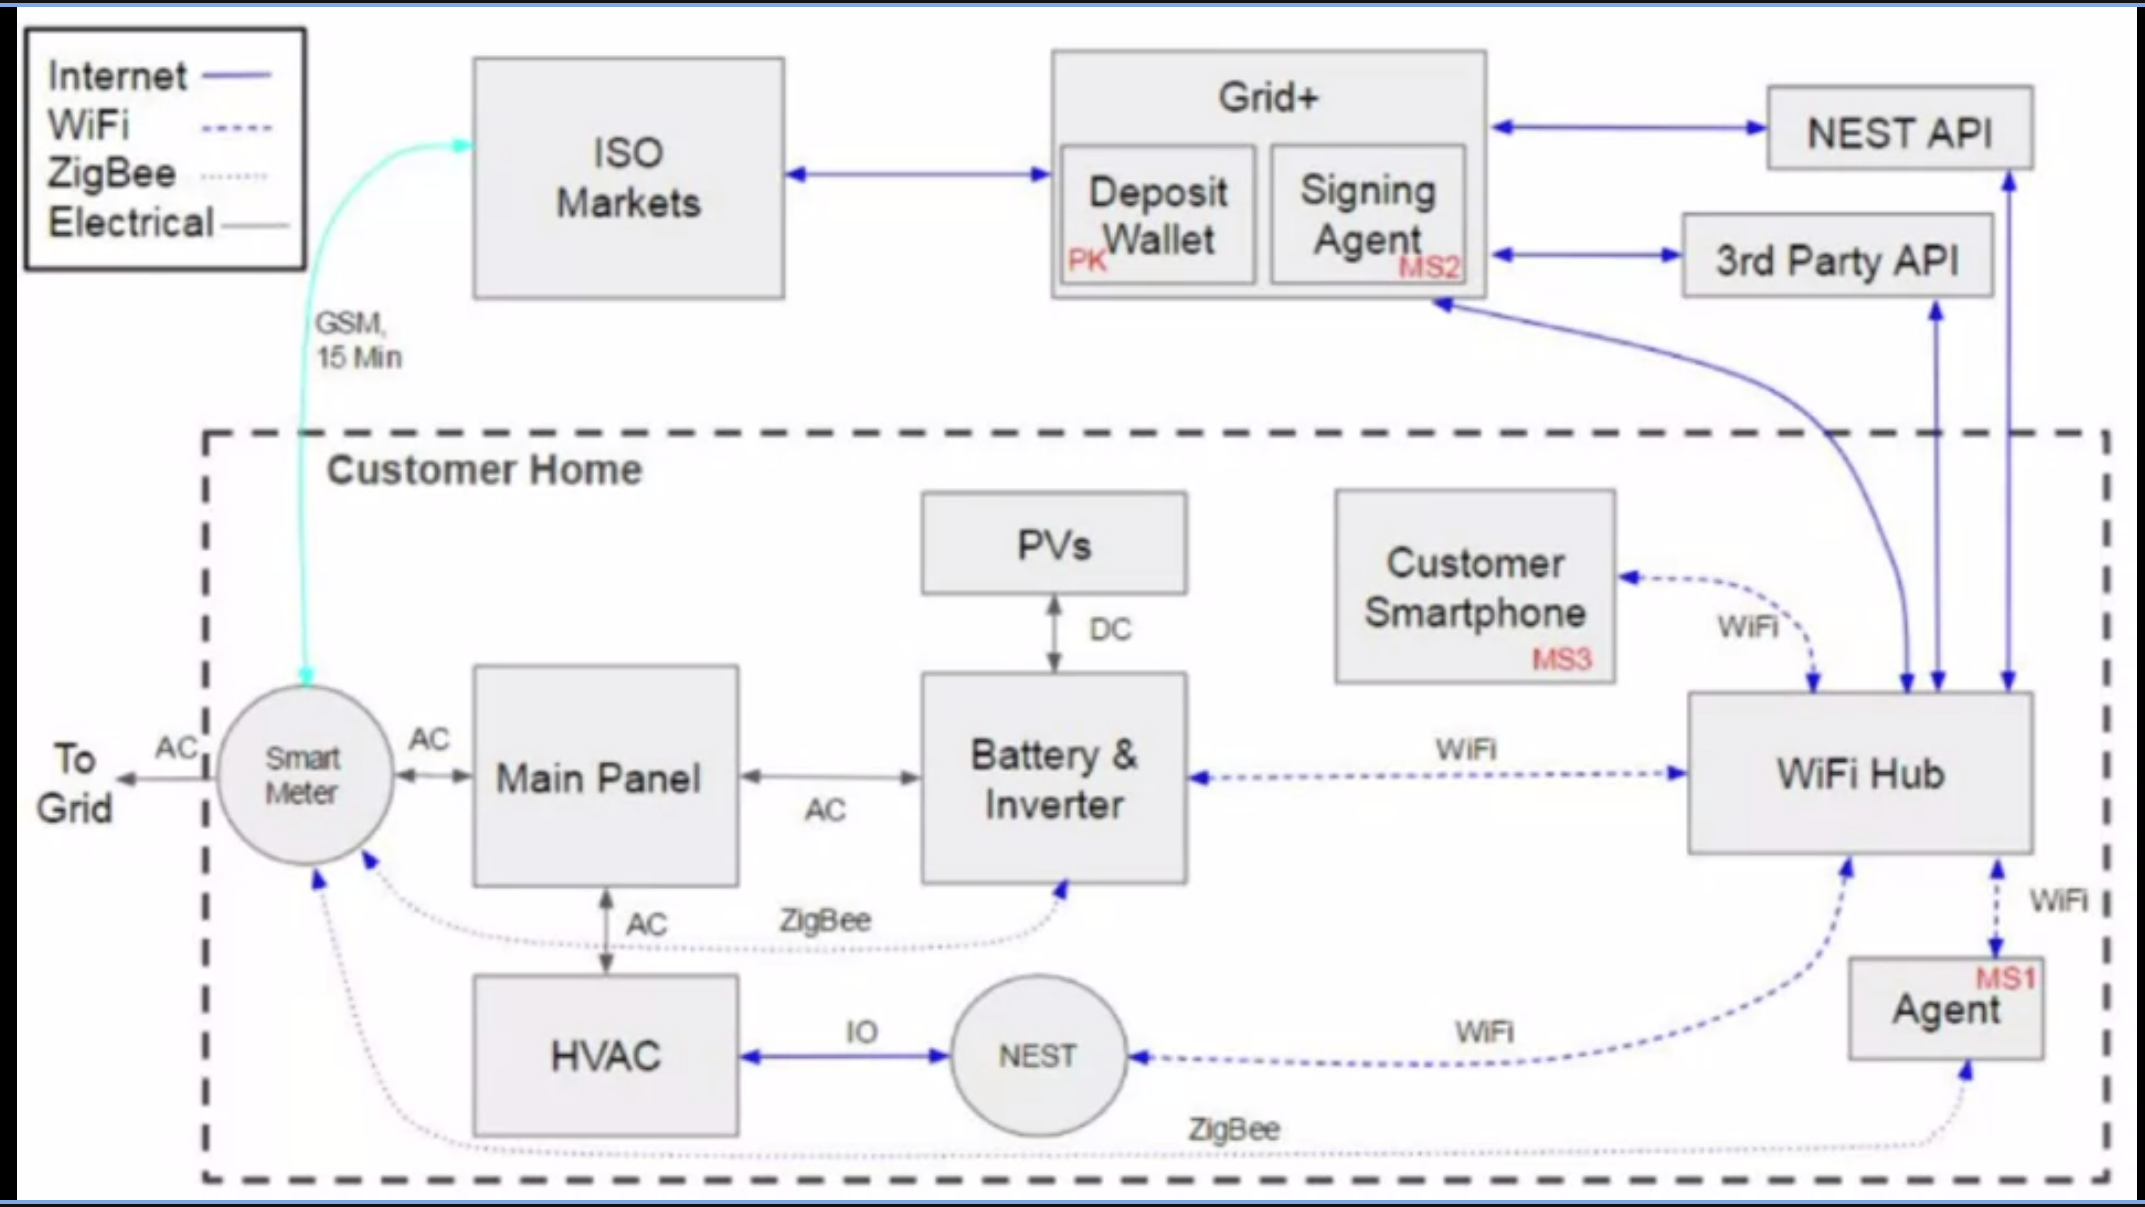 Internet
WiFi
ZigBee
Electrical
ISO
Markets
Grid+
Deposit
Wallet
PK
Signing
Agent
MS2
NEST API
3rd Party API
GSM,
15 Min
Customer Home
PVs
DC
Customer
Smartphone
MS3
WiFi
To
Grid
AC
Smart
Meter
AC
Main Panel
AC
Battery &
Inverter
WiFi
WiFi Hub
AC
ZigBee
WiFi
HVAC
IO
NEST
WiFi
MS1
Agent
ZigBee